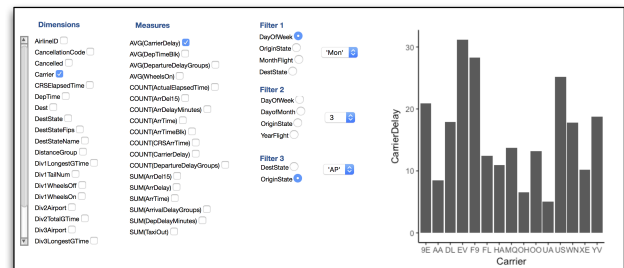 Dimensions
AirlineID
CancellationCode
Cancelled
Carrier
CRSElapsedTime
DepTime
Dest
DestState
DestStateFips
DestStateName
DistanceGroup
Div1LongestGTime
Div1TailNum
Div1WheelsOff
Div1WheelsOn
Div2Airport
Div2TotalGTime
Div3Airport
Div3LongestGTime
Measures
AVG(CarrierDelay)
AVG(DepTimeBlk)
AVG(DepartureDelayGroups)
AVG(WheelsOn)
COUNT(ActualElapsedTime)
COUNT(ArrDel15)
COUNT(ArrDelayMinutes)
COUNT(ArrTime)
COUNT(ArrTimeBlk)
COUNT(CRSArrTime)
COUNT(CarrierDelay)
COUNT(DepartureDelayGroups)
SUM(ArrDel15)
SUM(ArrDelay)
SUM(ArrTime)
SUM(ArrivalDelayGroups)
SUM(DepDelayMinutes)
SUM(TaxiOut)
Filter 1
DayOfWeek
OriginState
MonthFlight
DestState
'Mon'
Filter 2
DayOfWeek
DayofMonth
OriginState
YearFlight
3
Filter 3
DestState
OriginState
'AP'
CarrierDelay
30
20
10
0
9E AA DL EV F9 FL HA MQ OH OO UA US WN XE YV
Carrier